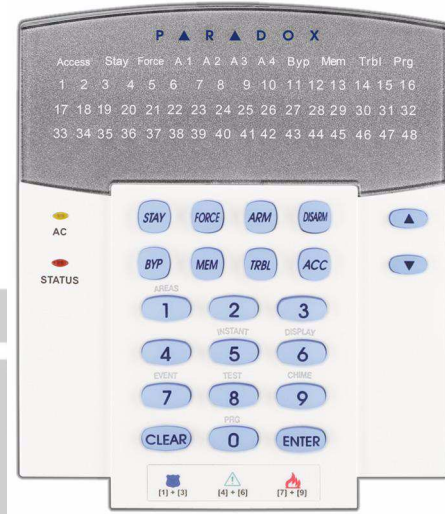 PARADOX
Access Stay Force A 1 A 2 A 3 A 4 Byp Mem Trbl Prg
1 2 3 4 5 6 7 8 9 10 11 12 13 14 15 16
17 18 19 20 21 22 23 24 25 26 27 28 29 30 31 32
33 34 35 36 37 38 39 40 41 42 43 44 45 46 47 48
STAY FORCE ARM DISARM
AC
BYP MEM TRBL ACC
STATUS
AREAS
1 2 3
INSTANT DISPLAY
4 5 6
EVENT TEST CHIME
7 8 9
PRG
CLEAR 0 ENTER
[1] + [3] [4] + [6] [7] + [9]